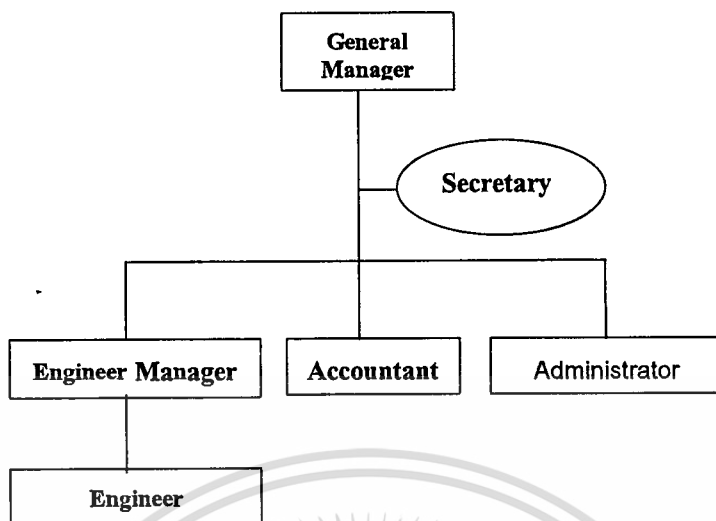 General
Manager
Secretary
Engineer Manager
Accountant
Administrator
Engineer